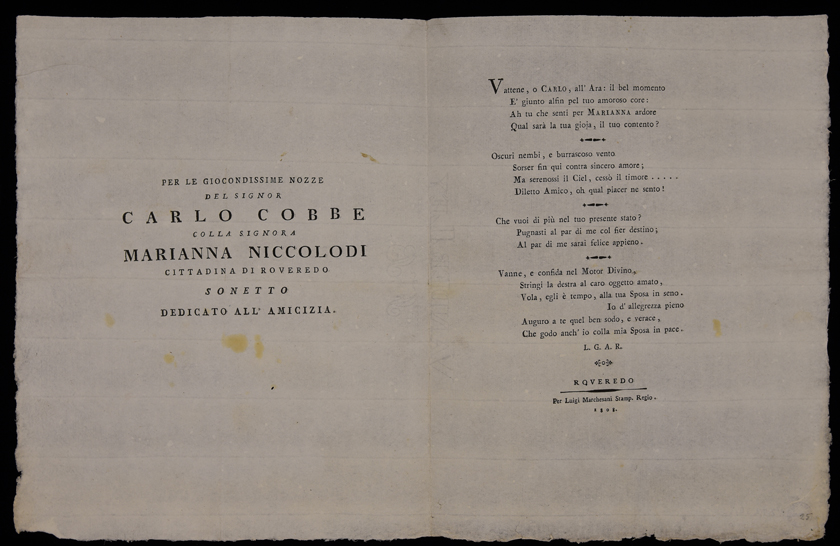 PER LE GIOCONDISSIME NOZZE
DEL SIGNOR
CARLO COBBE
COLLA SIGNORA
MARIANNA NICCOLODI
CITTADINA DI ROVEREDO
SONETTO
DEDICATO ALL' AMICIZIA.
Vattene, o CARLO, all' Ara: il bel momento
E' giunto alfin pel tuo amoroso core:
Ah tu che senti per MARIANNA ardore
Qual sarà la tua gioja, il tuo contento?
Oscuri nembi, e burrascoso vento
Sorser fin qui contra sincero amore;
Ma serenossi il Ciel, cessò il timore . . . . .
Diletto Amico, oh qual piacer ne sento!
Che vuoi di più nel tuo presente stato?
Pugnasti al par di me col fier destino;
Al par di me sarai felice appieno.
Vanne, e confida nel Motor Divino.
Stringi la destra al caro oggetto amato,
Vola, egli è tempo, alla tua Sposa in seno.
Io d' allegrezza pieno
Auguro a te quel ben sodo, e verace,
Che godo anch' io colla mia Sposa in pace.
L. G. A. R.
ROVEREDO
Per Luigi Marchesani Stamp. Regio.